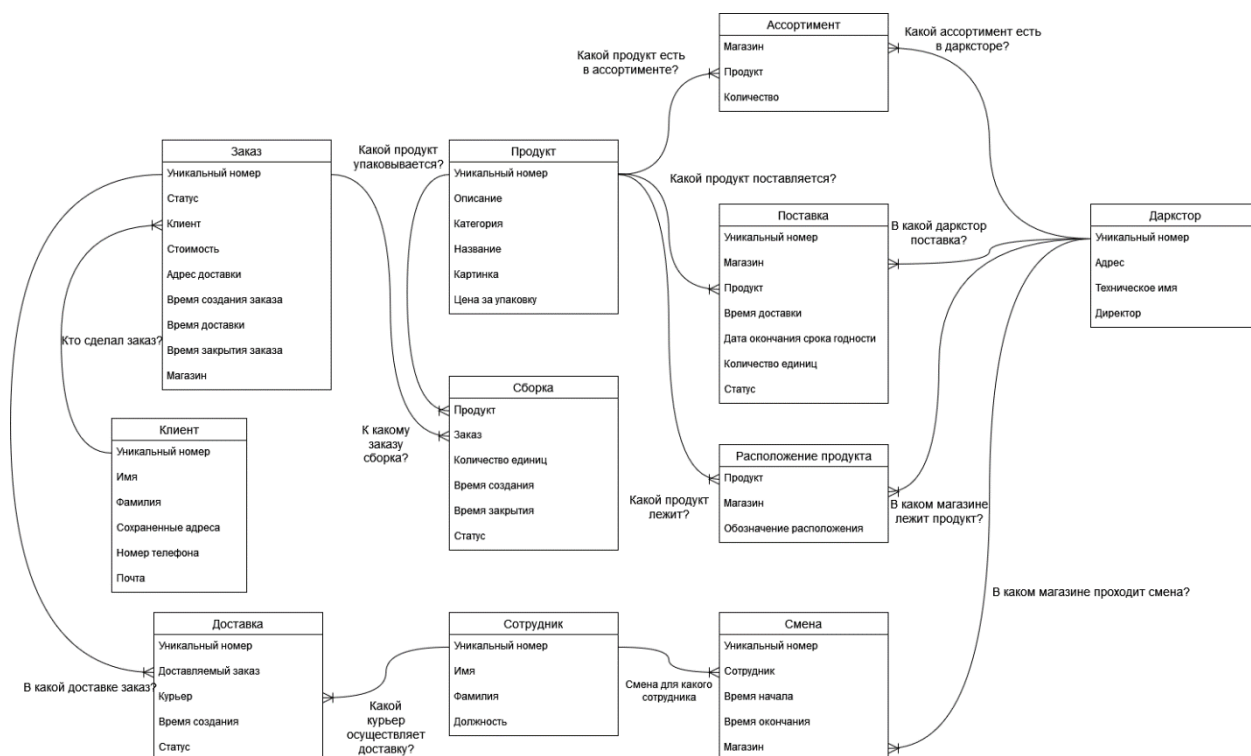 Ассортимент
Магазин
Продукт
Количество
Какой продукт есть
в ассортименте?
Какой ассортимент есть
в дарксторе?
Заказ
Уникальный номер
Статус
Клиент
Стоимость
Адрес доставки
Время создания заказа
Время доставки
Время закрытия заказа
Магазин
Какой продукт
упаковывается?
Продукт
Уникальный номер
Описание
Категория
Название
Картинка
Цена за упаковку
Какой продукт поставляется?
Поставка
Уникальный номер
Магазин
Продукт
Время доставки
Дата окончания срока годности
Количество единиц
Статус
В какой даркстор
поставка?
Даркстор
Уникальный номер
Адрес
Техническое имя
Директор
Кто сделал заказ?
Клиент
Уникальный номер
Имя
Фамилия
Сохраненные адреса
Номер телефона
Почта
К какому
заказу
сборка?
Сборка
Продукт
Заказ
Количество единиц
Время создания
Время закрытия
Статус
Какой продукт
лежит?
Расположение продукта
Продукт
Магазин
Обозначение расположения
В каком магазине
лежит продукт?
В каком магазине проходит смена?
В какой доставке заказ?
Доставка
Уникальный номер
Доставляемый заказ
Курьер
Время создания
Статус
Какой
курьер
осуществляет
доставку?
Сотрудник
Уникальный номер
Имя
Фамилия
Должность
Смена для какого
сотрудника
Смена
Уникальный номер
Сотрудник
Время начала
Время окончания
Магазин